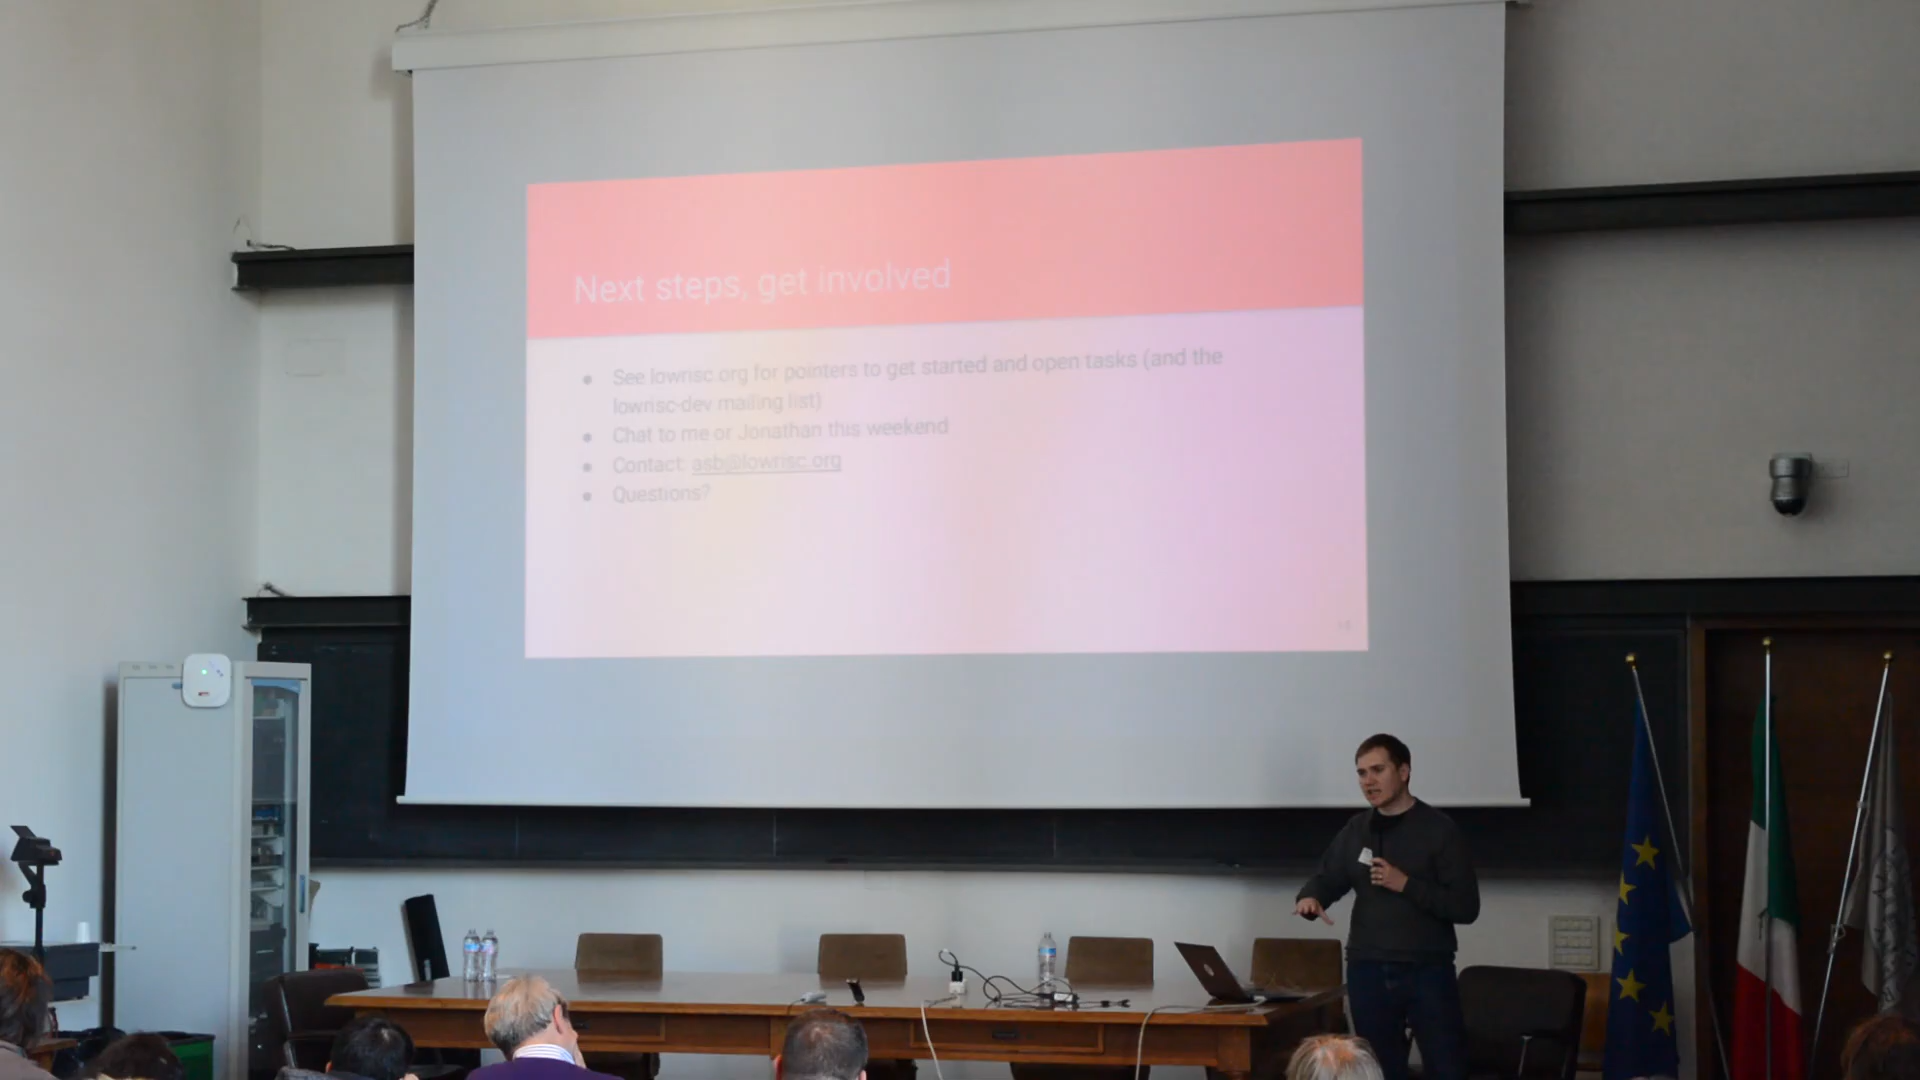 Next steps, get involved
See lowrisc.org for pointers to get started and open tasks (and the
lowrisc-dev mailing list)
Chat to me or Jonathan this weekend
Contact: asb@lowrisc.org
Questions?